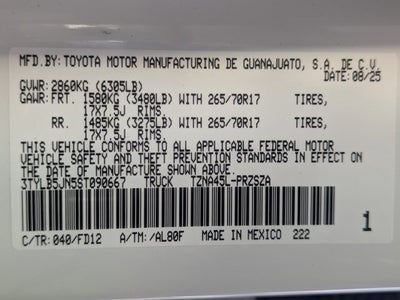 MFD.BY: TOYOTA MOTOR MANUFACTURING DE GUANAJUATO, S.A. DE C.V.
DATE: 08/25
GVWR: 2860KG (6305LB)
GAWR: FRT. 1580KG (3480LB) WITH 265/70R17 TIRES,
17X7.5J RIMS.
RR. 1485KG (3275LB) WITH 265/70R17 TIRES,
17X7.5J RIMS.
THIS VEHICLE CONFORMS TO ALL APPLICABLE FEDERAL MOTOR
VEHICLE SAFETY AND THEFT PREVENTION STANDARDS IN EFFECT ON
THE DATE OF MANUFACTURE SHOWN ABOVE.
3TYLB5JN5ST090667 TRUCK TZNA45L-PRZSZA
1
C/TR: 040/FD12 A/TM: /AL80F MADE IN MEXICO 222